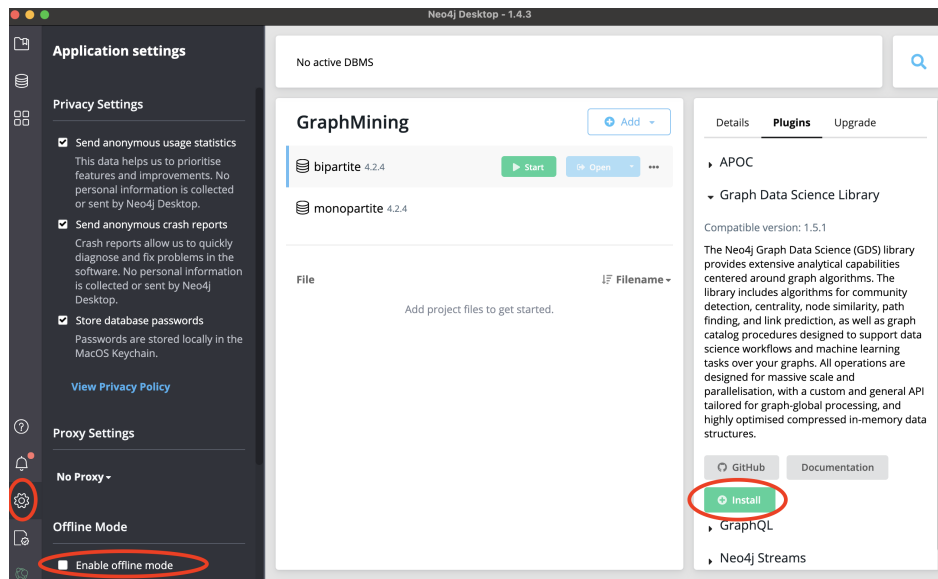 Neo4j Desktop - 1.4.3
Application settings
Privacy Settings
Send anonymous usage statistics
This data helps us to prioritise
features and improvements. No
personal information is collected
or sent by Neo4j Desktop.
Send anonymous crash reports
Crash reports allow us to quickly
diagnose and fix problems in the
software. No personal information
is collected or sent by Neo4j
Desktop.
Store database passwords
Passwords are stored locally in the
MacOS Keychain.
View Privacy Policy
Proxy Settings
No Proxy
Offline Mode
Enable offline mode
No active DBMS
GraphMining
Add
bipartite 4.2.4
Start
Open
monopartite 4.2.4
File
Filename
Add project files to get started.
Details Plugins Upgrade
APOC
Graph Data Science Library
Compatible version: 1.5.1
The Neo4j Graph Data Science (GDS) library
provides extensive analytical capabilities
centered around graph algorithms. The
library includes algorithms for community
detection, centrality, node similarity, path
finding, and link prediction, as well as graph
catalog procedures designed to support data
science workflows and machine learning
tasks over your graphs. All operations are
designed for massive scale and
parallelisation, with a custom and general API
tailored for graph-global processing, and
highly optimised compressed in-memory data
structures.
GitHub Documentation
Install
GraphQL
Neo4j Streams